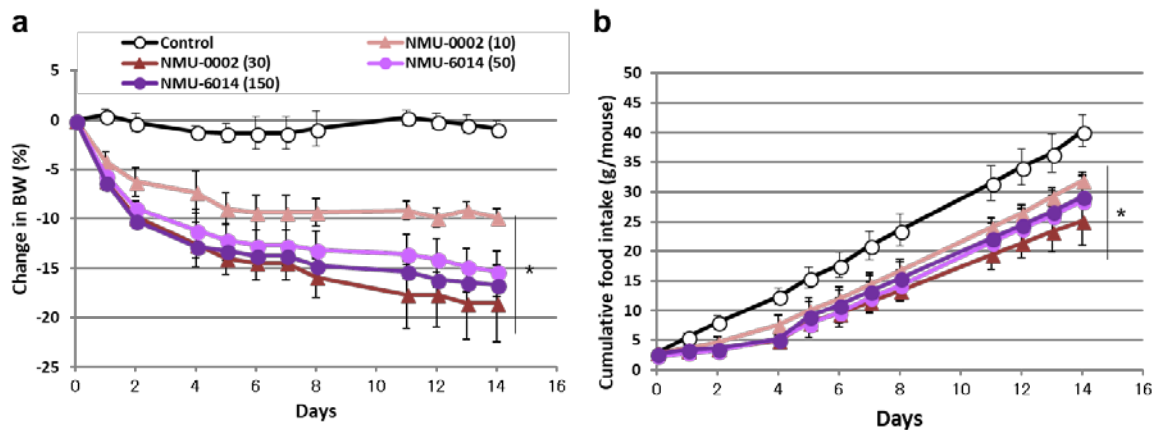 a
Control
NMU-0002 (10)
NMU-0002 (30)
NMU-6014 (50)
NMU-6014 (150)
5
0
-5
-10
-15
-20
-25
Change in BW (%)
*
0 2 4 6 8 10 12 14 16
Days
b
50
45
40
35
30
25
20
15
10
5
0
Cumulative food intake (g/mouse)
*
0 2 4 6 8 10 12 14 16
Days